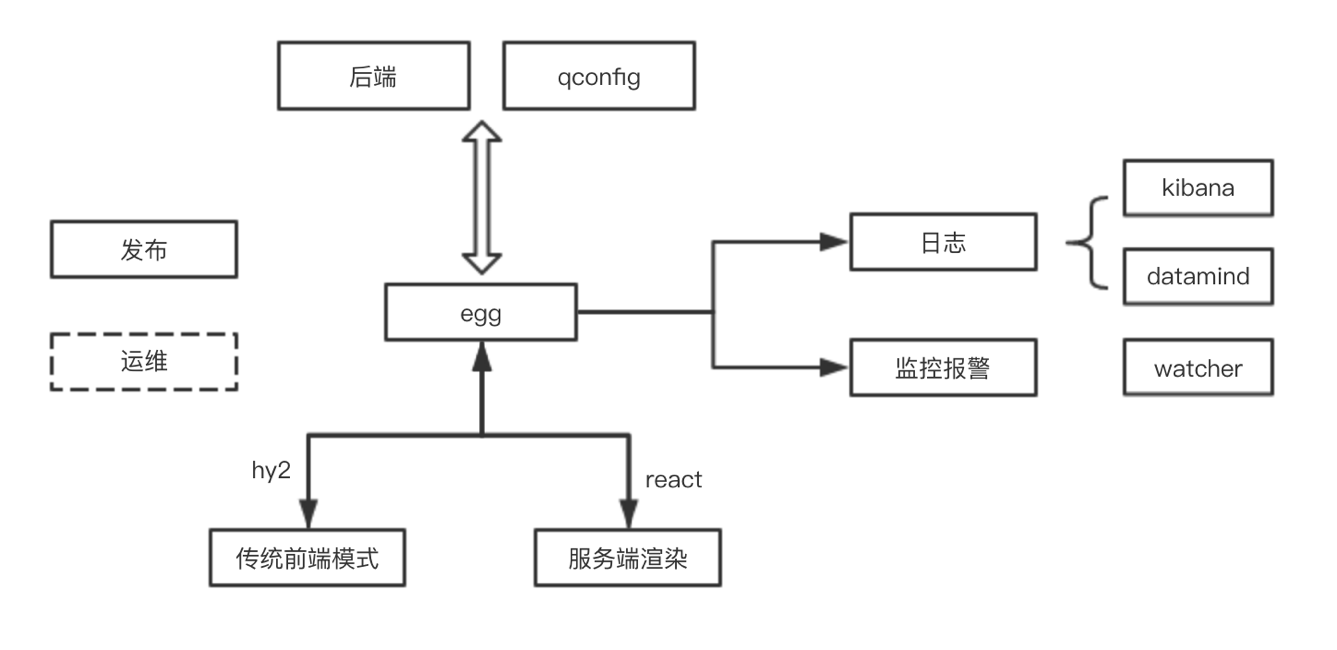 后端
qconfig
kibana
发布
日志
datamind
egg
运维
监控报警
watcher
hy2
react
传统前端模式
服务端渲染